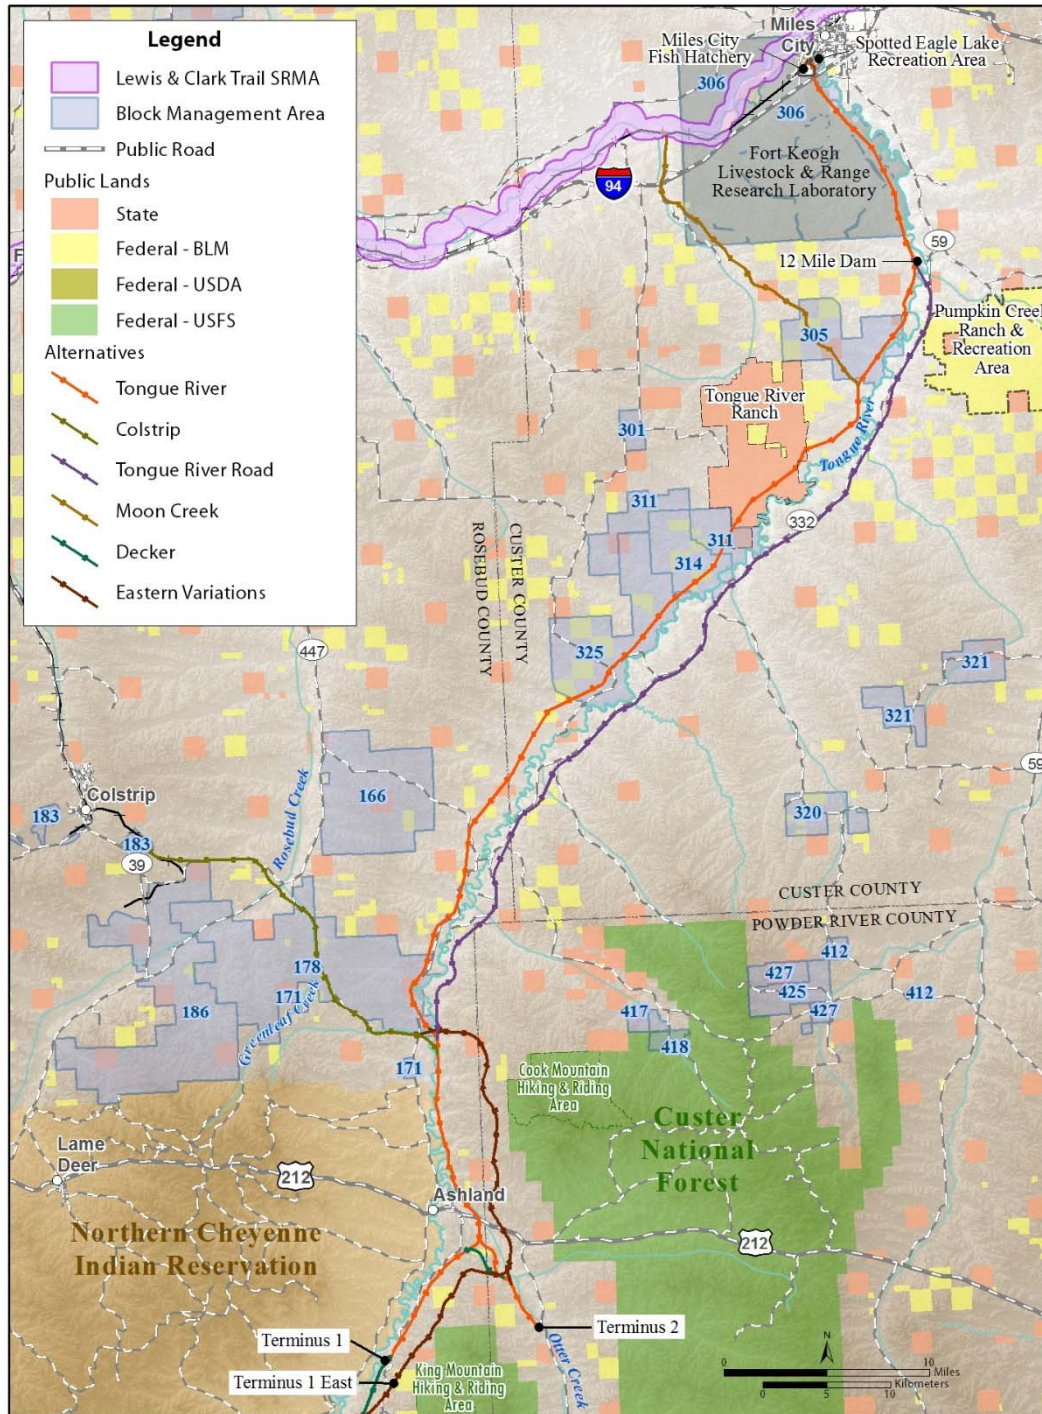 Legend
Lewis & Clark Trail SRMA
Block Management Area
Public Road
Public Lands
State
Federal - BLM
Federal - USDA
Federal - USFS
Alternatives
Tongue River
Colstrip
Tongue River Road
Moon Creek
Decker
Eastern Variations
Miles
City
Miles City
Fish Hatchery
Spotted Eagle Lake
Recreation Area
306
306
Fort Keogh
Livestock & Range
Research Laboratory
94
F
59
12 Mile Dam
Pumpkin Creek
Ranch &
Recreation
Area
305
Tongue River
Ranch
Tongue River
301
311
332
311
314
ROSEBUD COUNTY
CUSTER COUNTY
325
447
321
321
59
Colstrip
183
183
39
Rosebud Creek
166
320
CUSTER COUNTY
POWDER RIVER COUNTY
412
427
425
412
427
417
418
178
171
186
Greenleaf Creek
171
Cook Mountain
Hiking & Riding
Area
Custer
National
Forest
Lame
Deer
212
Ashland
Northern Cheyenne
Indian Reservation
212
Terminus 1
Terminus 2
Terminus 1 East
Otter Creek
King Mountain
Hiking & Riding
Area
N
0 5 10
Miles
0 5 10
Kilometers